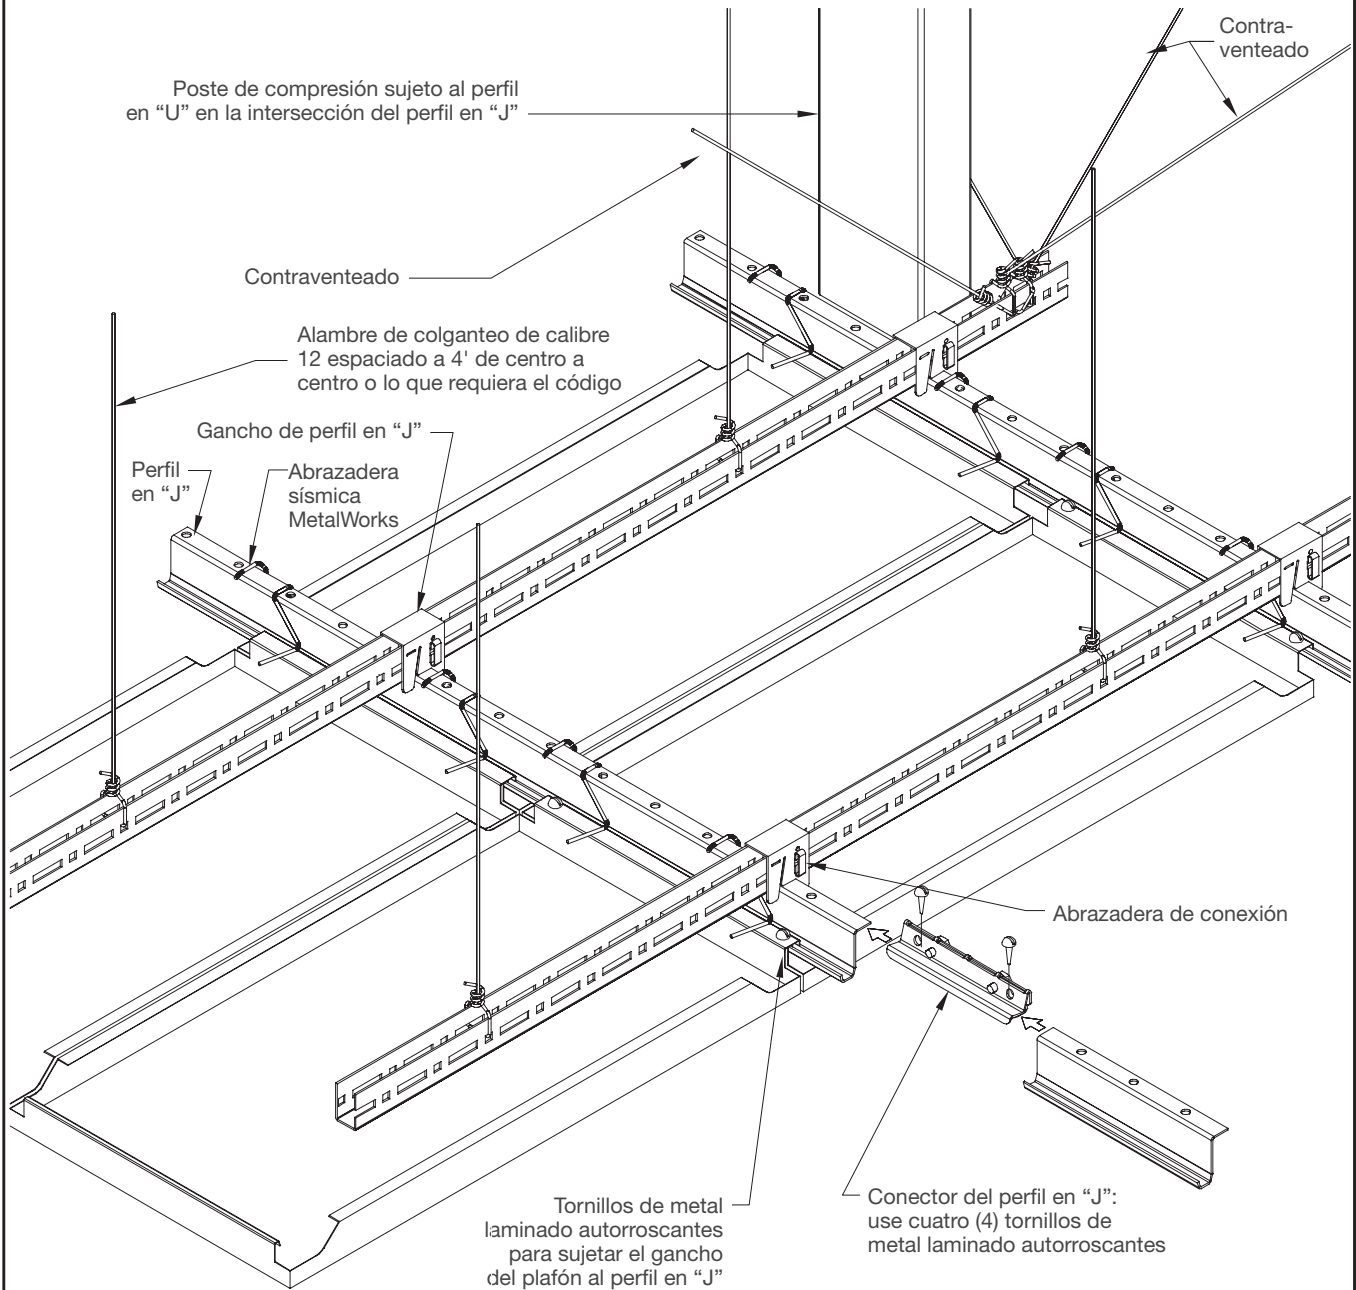 Contra-
venteado
Poste de compresión sujeto al perfil
en “U” en la intersección del perfil en “J”
Contraventeado
Alambre de colganteo de calibre
12 espaciado a 4' de centro a
centro o lo que requiera el código
Gancho de perfil en “J”
Perfil
en “J”
Abrazadera
sísmica
MetalWorks
Abrazadera de conexión
Tornillos de metal
laminado autorroscantes
para sujetar el gancho
del plafón al perfil en “J”
Conector del perfil en “J”:
use cuatro (4) tornillos de
metal laminado autorroscantes